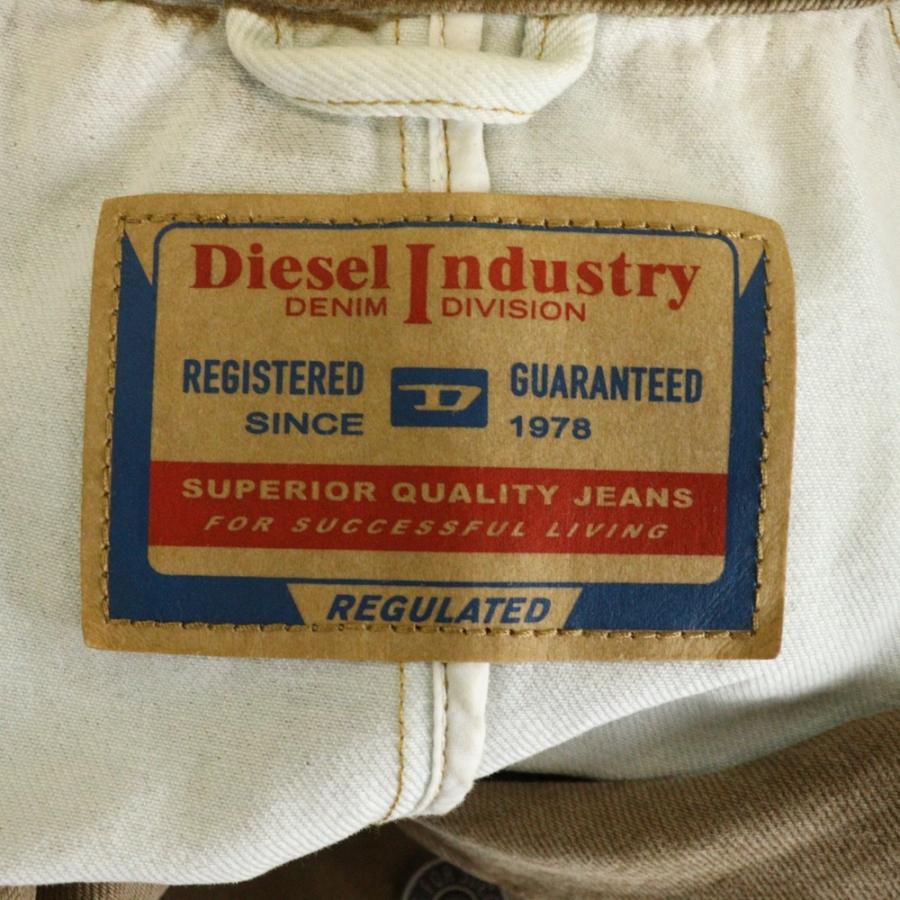 Diesel Industry
DENIM DIVISION
REGISTERED D GUARANTEED
SINCE 1978
SUPERIOR QUALITY JEANS
FOR SUCCESSFUL LIVING
REGULATED